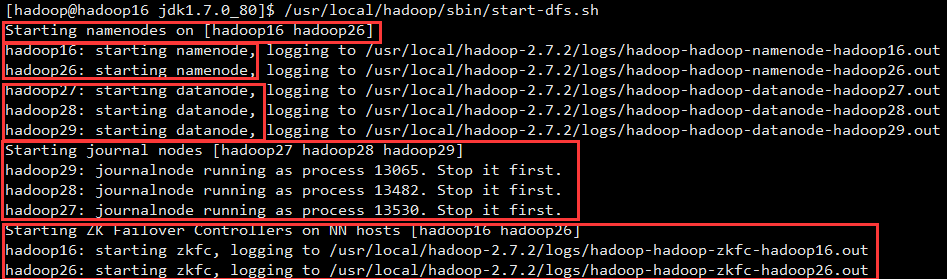 [hadoop@hadoop16 jdk1.7.0_80]$ /usr/local/hadoop/sbin/start-dfs.sh
Starting namenodes on [hadoop16 hadoop26]
hadoop16: starting namenode, logging to /usr/local/hadoop-2.7.2/logs/hadoop-hadoop-namenode-hadoop16.out
hadoop26: starting namenode, logging to /usr/local/hadoop-2.7.2/logs/hadoop-hadoop-namenode-hadoop26.out
hadoop27: starting datanode, logging to /usr/local/hadoop-2.7.2/logs/hadoop-hadoop-datanode-hadoop27.out
hadoop28: starting datanode, logging to /usr/local/hadoop-2.7.2/logs/hadoop-hadoop-datanode-hadoop28.out
hadoop29: starting datanode, logging to /usr/local/hadoop-2.7.2/logs/hadoop-hadoop-datanode-hadoop29.out
Starting journal nodes [hadoop27 hadoop28 hadoop29]
hadoop29: journalnode running as process 13065. Stop it first.
hadoop28: journalnode running as process 13482. Stop it first.
hadoop27: journalnode running as process 13530. Stop it first.
Starting ZK Failover Controllers on NN hosts [hadoop16 hadoop26]
hadoop16: starting zkfc, logging to /usr/local/hadoop-2.7.2/logs/hadoop-hadoop-zkfc-hadoop16.out
hadoop26: starting zkfc, logging to /usr/local/hadoop-2.7.2/logs/hadoop-hadoop-zkfc-hadoop26.out